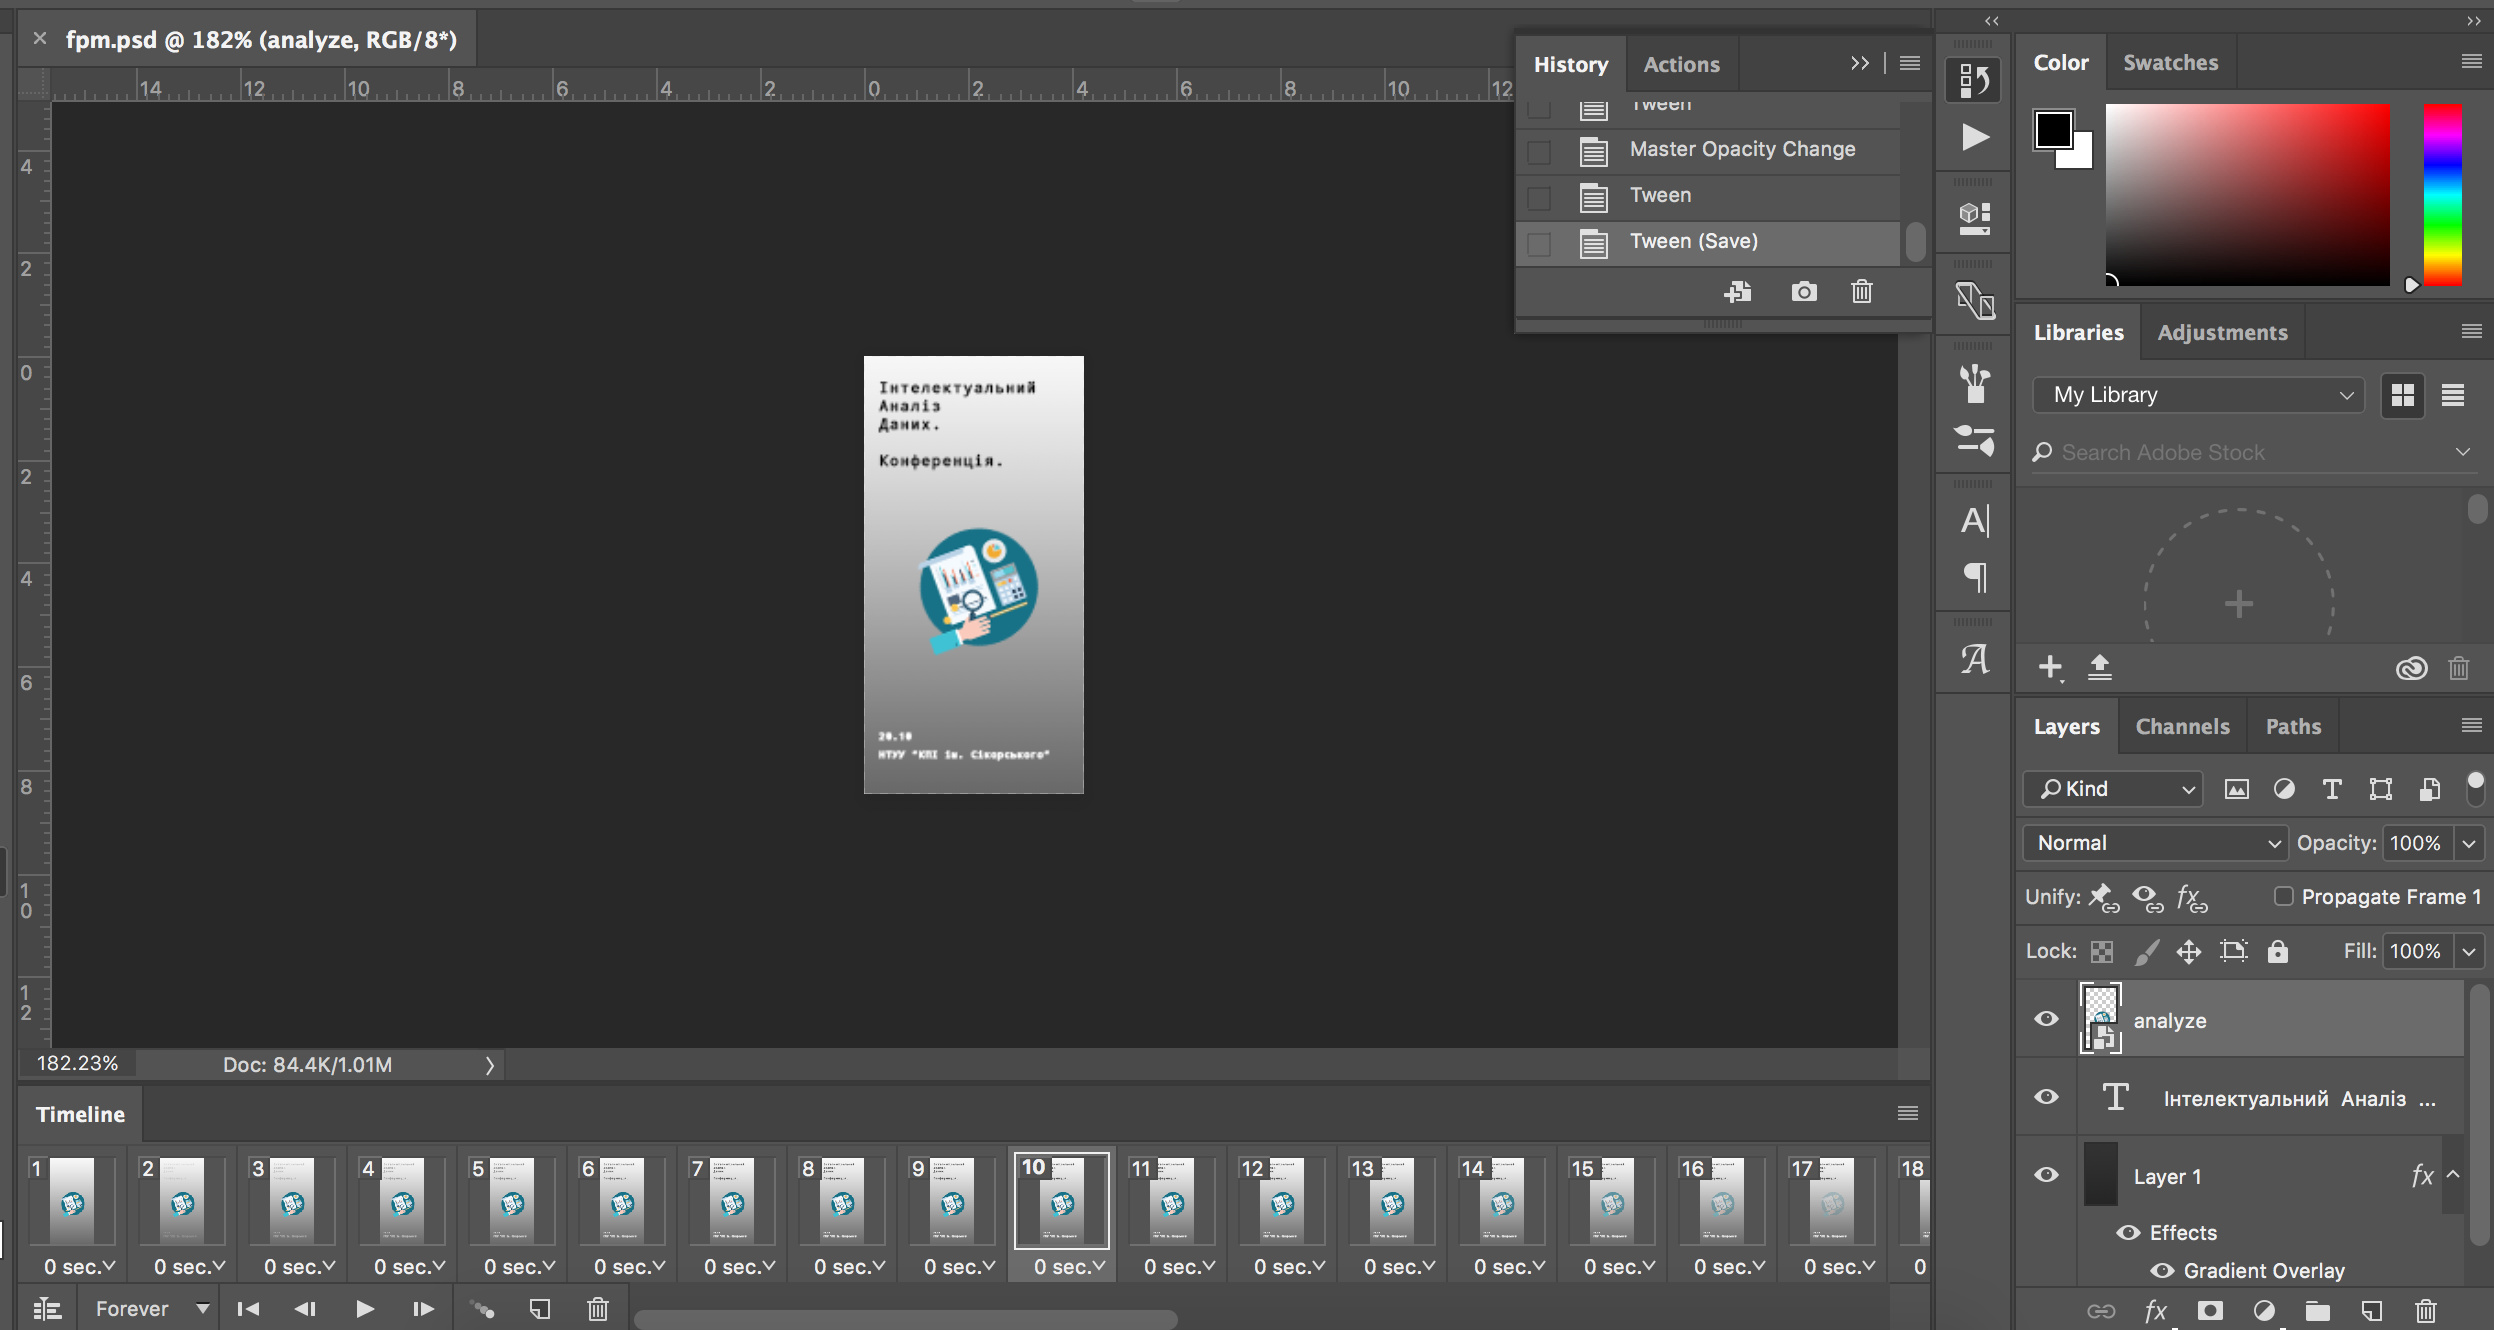 fpm.psd @ 182% (analyze, RGB/8*)
14 12 10 8 6 4 2 0 2 4 6 8 10 12
4
2
0
2
4
6
8
1
0
1
2
History Actions
Tween
Master Opacity Change
Tween
Tween (Save)
Інтелектуальний
Аналіз
Даних.
Конференція.
20.10
НТУУ "КПІ ім. Сікорського"
Color Swatches
Libraries Adjustments
My Library
Search Adobe Stock
Layers Channels Paths
Kind
Normal Opacity: 100%
Unify: Propagate Frame 1
Lock: Fill: 100%
analyze
Інтелектуальний Аналіз ...
Layer 1 fx
Effects
Gradient Overlay
fx
182.23% Doc: 84.4K/1.01M
Timeline
1 2 3 4 5 6 7 8 9 10 11 12 13 14 15 16 17 18
0 sec. 0 sec. 0 sec. 0 sec. 0 sec. 0 sec. 0 sec. 0 sec. 0 sec. 0 sec. 0 sec. 0 sec. 0 sec. 0 sec. 0 sec. 0 sec. 0 sec. 0
Forever